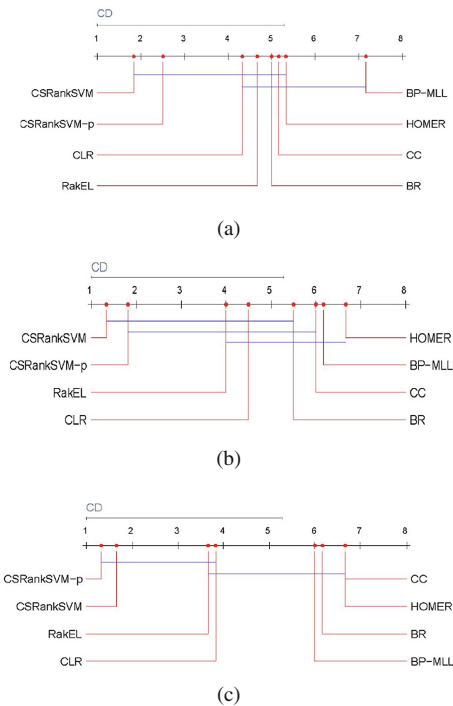 CD
1 2 3 4 5 6 7 8
CSRankSVM BP-MLL
CSRankSVM-p HOMER
CLR CC
RakEL BR
(a)
CD
1 2 3 4 5 6 7 8
CSRankSVM HOMER
CSRankSVM-p BP-MLL
RakEL CC
CLR BR
(b)
CD
1 2 3 4 5 6 7 8
CSRankSVM-p CC
CSRankSVM HOMER
RakEL BR
CLR BP-MLL
(c)